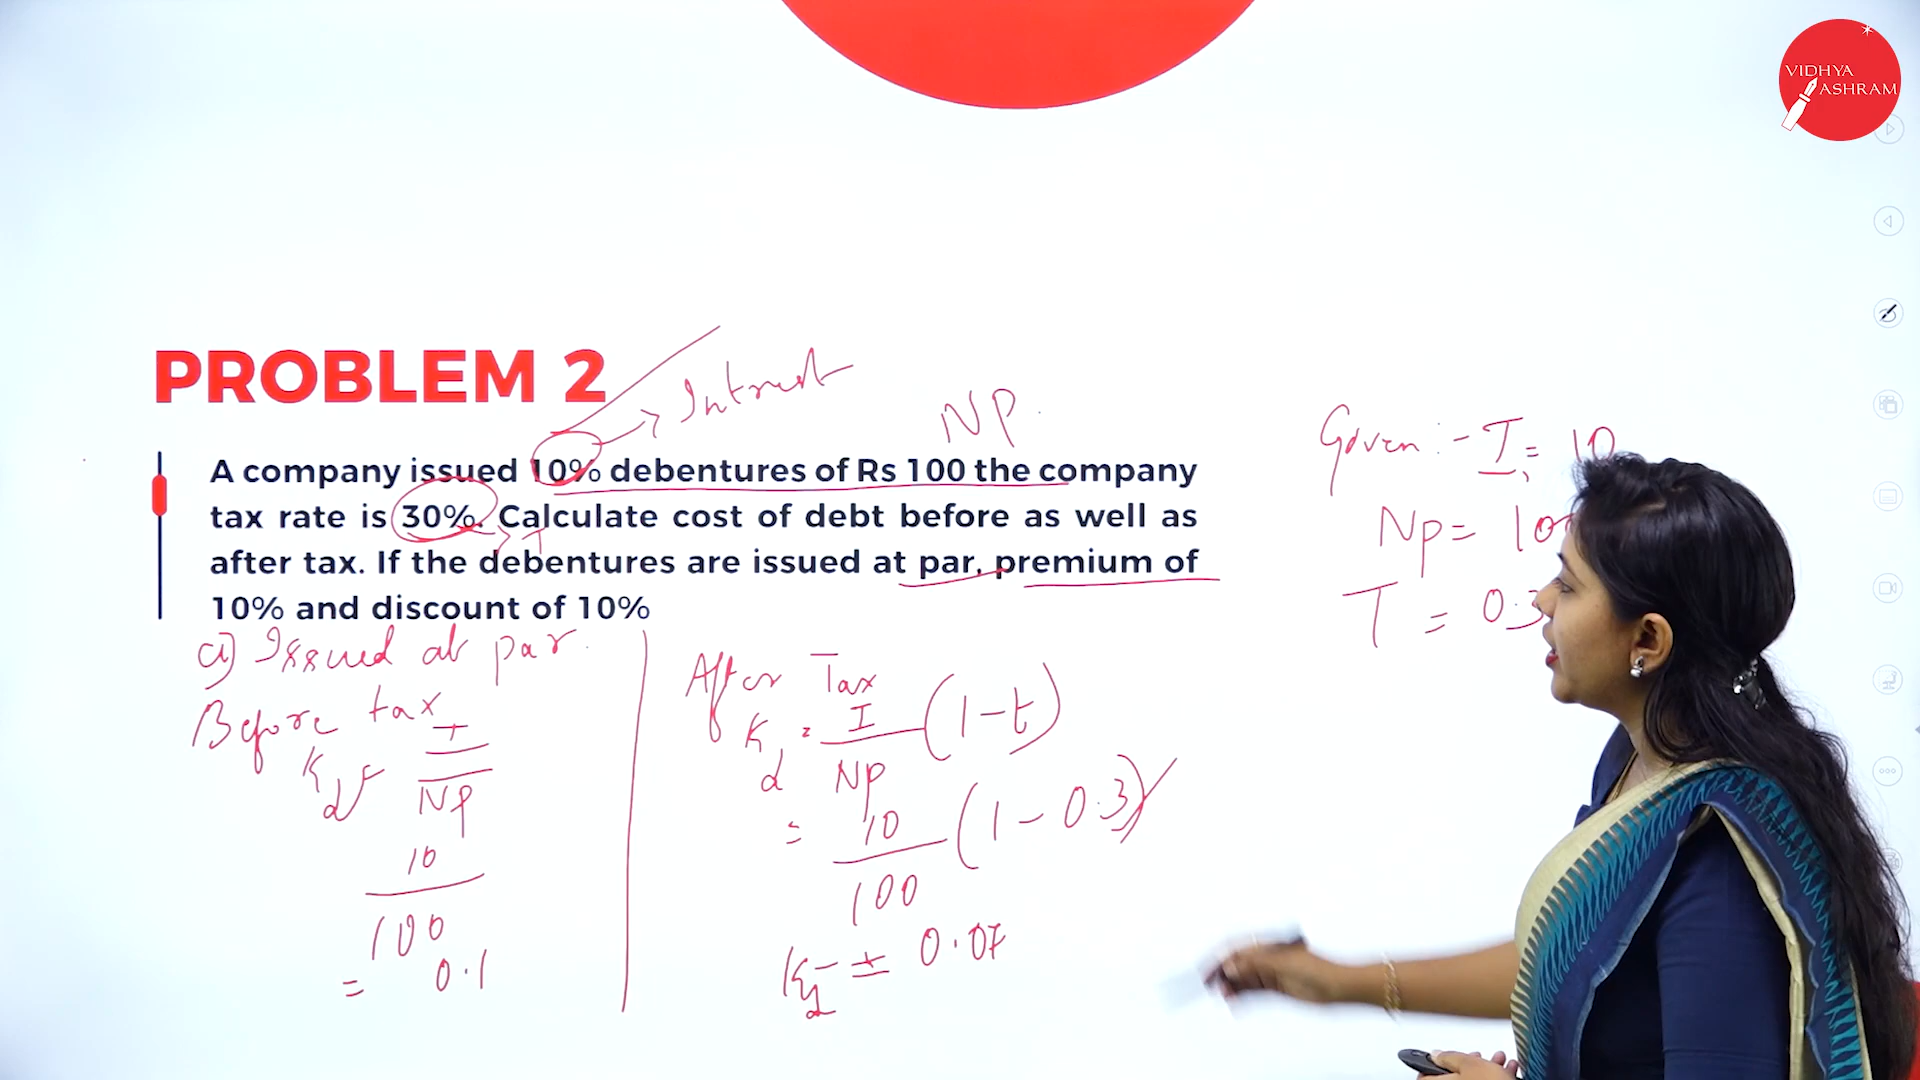 VIDHYA
ASHRAM
PROBLEM 2
Intrest
NP
A company issued 10% debentures of Rs 100 the company
tax rate is 30%. Calculate cost of debt before as well as
T
after tax. If the debentures are issued at par, premium of
10% and discount of 10%
Given :- I = 10
Np = 100
T = 0.3
a) Issued at par.
Before tax
Kd = I
Np
10
100
= 0.1
After Tax
Kd = I (1-t)
Np
= 10 (1-0.3)
100
Kd = 0.07